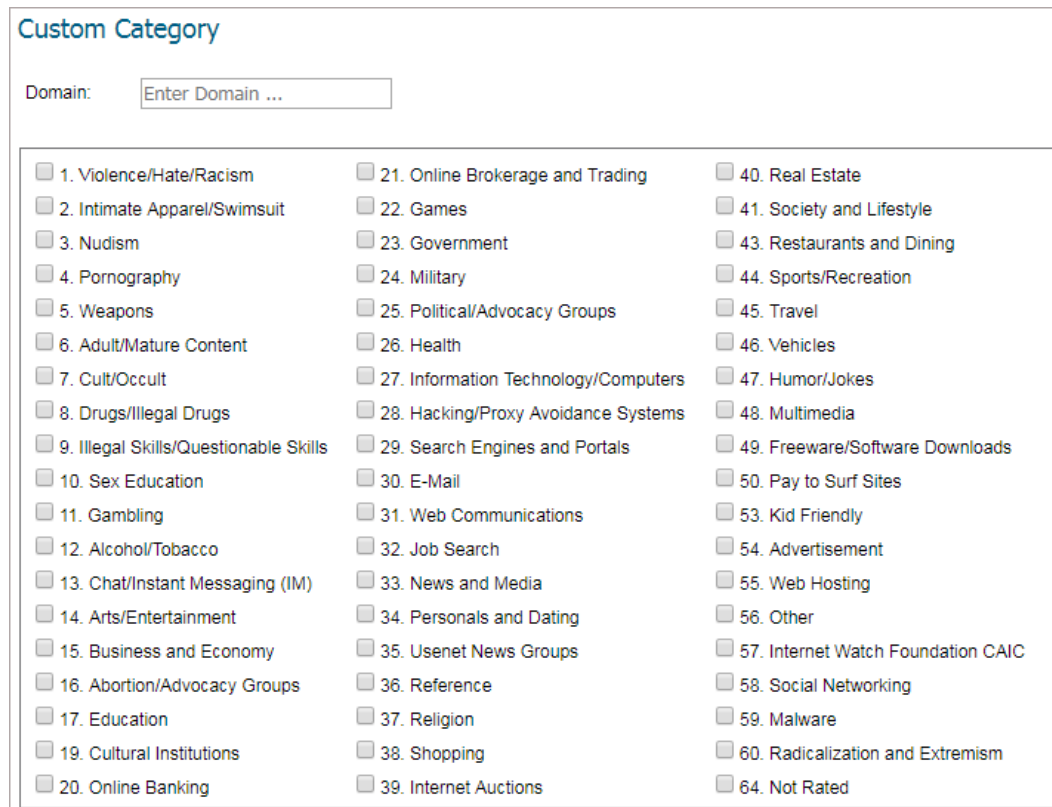 Custom Category
Domain:
Enter Domain ...
1. Violence/Hate/Racism
2. Intimate Apparel/Swimsuit
3. Nudism
4. Pornography
5. Weapons
6. Adult/Mature Content
7. Cult/Occult
8. Drugs/Illegal Drugs
9. Illegal Skills/Questionable Skills
10. Sex Education
11. Gambling
12. Alcohol/Tobacco
13. Chat/Instant Messaging (IM)
14. Arts/Entertainment
15. Business and Economy
16. Abortion/Advocacy Groups
17. Education
19. Cultural Institutions
20. Online Banking
21. Online Brokerage and Trading
22. Games
23. Government
24. Military
25. Political/Advocacy Groups
26. Health
27. Information Technology/Computers
28. Hacking/Proxy Avoidance Systems
29. Search Engines and Portals
30. E-Mail
31. Web Communications
32. Job Search
33. News and Media
34. Personals and Dating
35. Usenet News Groups
36. Reference
37. Religion
38. Shopping
39. Internet Auctions
40. Real Estate
41. Society and Lifestyle
43. Restaurants and Dining
44. Sports/Recreation
45. Travel
46. Vehicles
47. Humor/Jokes
48. Multimedia
49. Freeware/Software Downloads
50. Pay to Surf Sites
53. Kid Friendly
54. Advertisement
55. Web Hosting
56. Other
57. Internet Watch Foundation CAIC
58. Social Networking
59. Malware
60. Radicalization and Extremism
64. Not Rated